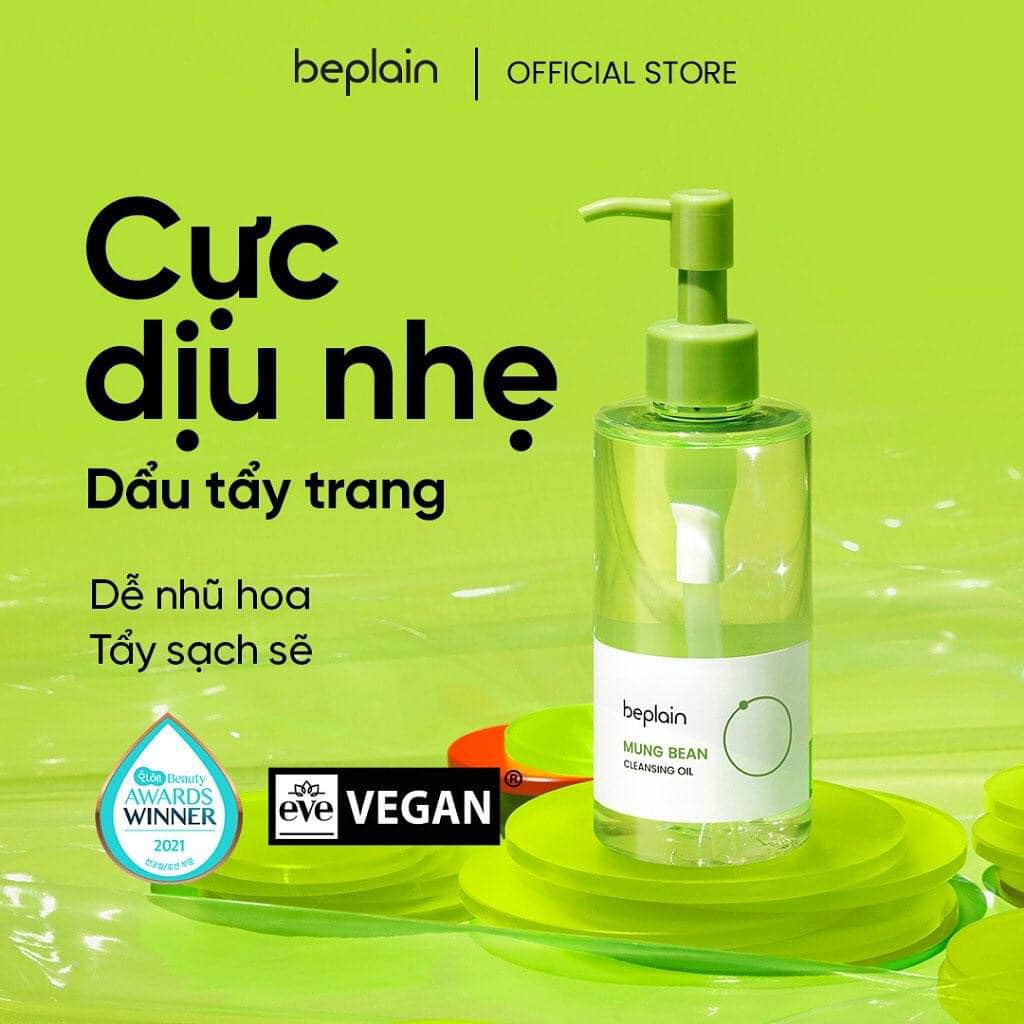 beplain | OFFICIAL STORE
Cực
dịu nhẹ
Dẩu tẩy trang
Dễ nhũ hoa
Tẩy sạch sẽ
beplain
MUNG BEAN
CLEANSING OIL
Beauty
AWARDS
WINNER
2021
eve VEGAN®